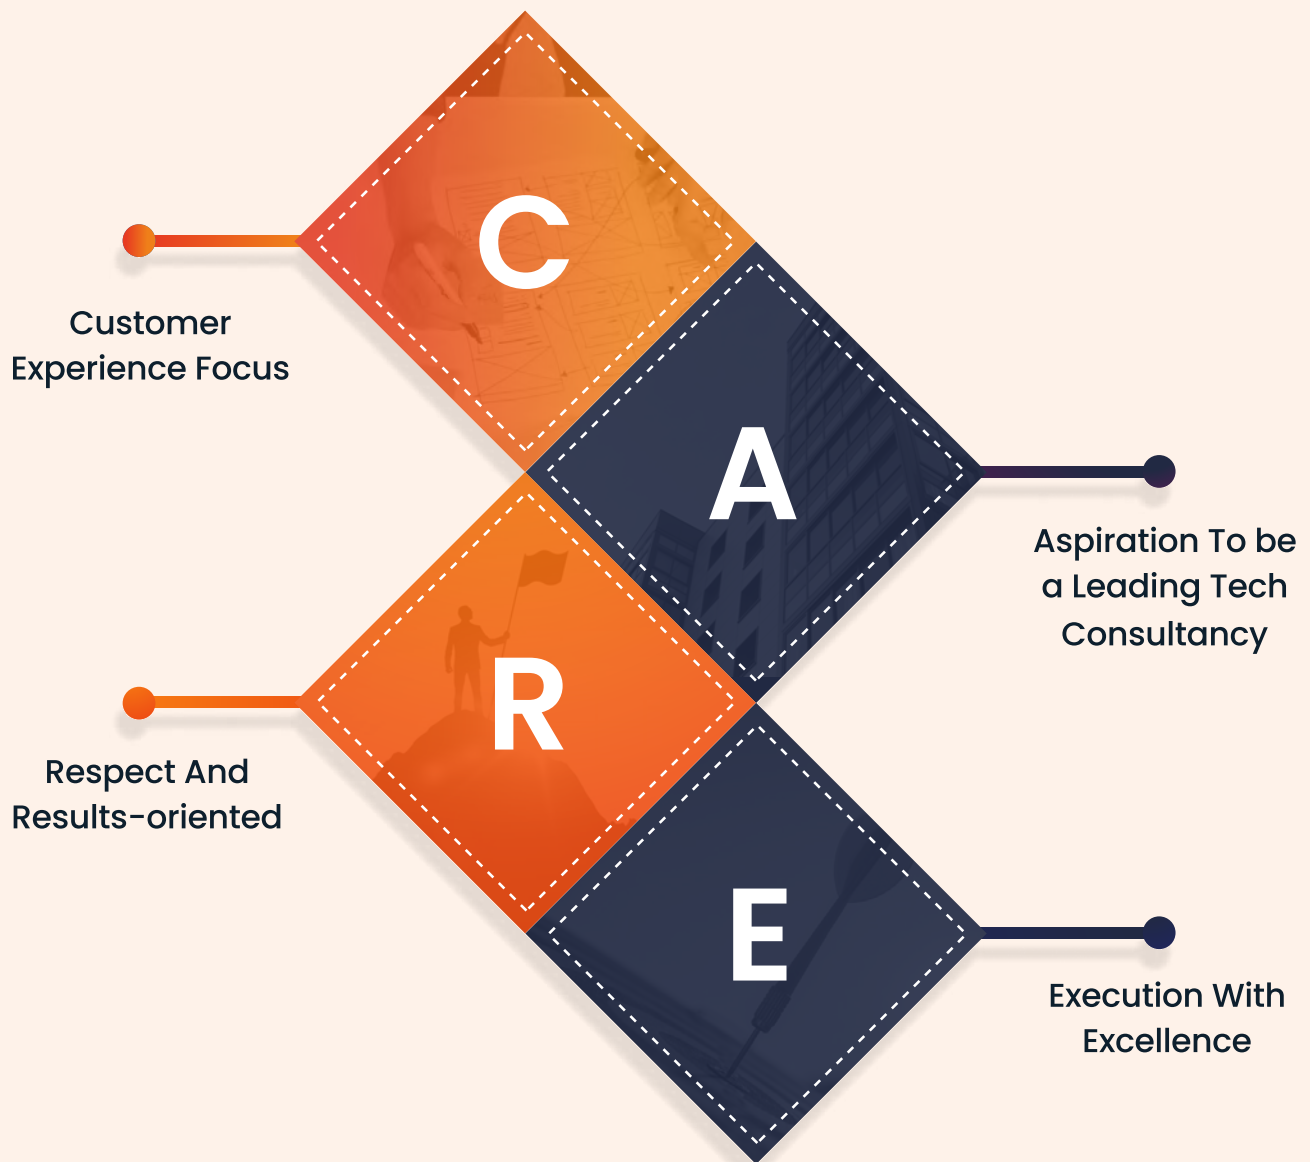 C
Customer
Experience Focus
A
Aspiration To be
a Leading Tech
Consultancy
R
Respect And
Results-oriented
E
Execution With
Excellence